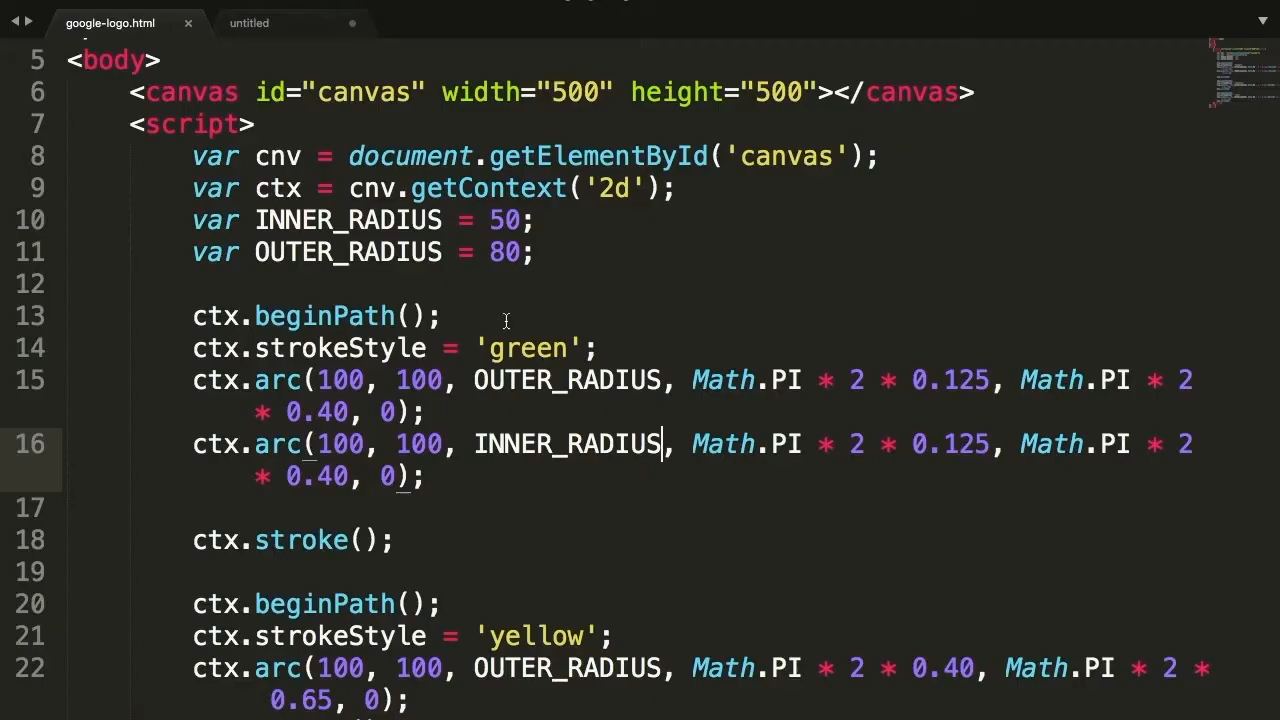 google-logo.html × untitled
5 <body>
6 <canvas id="canvas" width="500" height="500"></canvas>
7 <script>
8 var cnv = document.getElementById('canvas');
9 var ctx = cnv.getContext('2d');
10 var INNER_RADIUS = 50;
11 var OUTER_RADIUS = 80;
12
13 ctx.beginPath();
14 ctx.strokeStyle = 'green';
15 ctx.arc(100, 100, OUTER_RADIUS, Math.PI * 2 * 0.125, Math.PI * 2
* 0.40, 0);
16 ctx.arc(100, 100, INNER_RADIUS, Math.PI * 2 * 0.125, Math.PI * 2
* 0.40, 0);
17
18 ctx.stroke();
19
20 ctx.beginPath();
21 ctx.strokeStyle = 'yellow';
22 ctx.arc(100, 100, OUTER_RADIUS, Math.PI * 2 * 0.40, Math.PI * 2 *
0.65, 0);